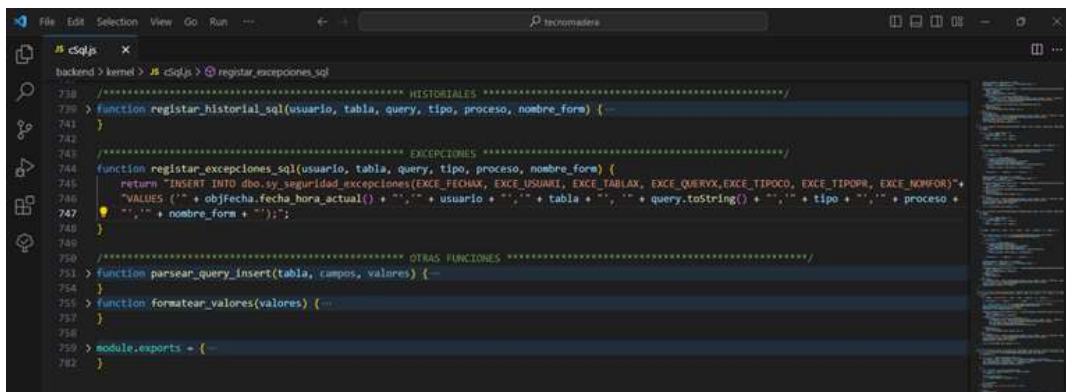 File Edit Selection View Go Run ··· tecnomadera
JS cSql.js
backend > kernel > JS cSql.js > registar_excepciones_sql
738 /************************************************** HISTORIALES **************************************************/
739 function registar_historial_sql(usuario, tabla, query, tipo, proceso, nombre_form) {···
741 }
742
743 /************************************************** EXCEPCIONES **************************************************/
744 function registar_excepciones_sql(usuario, tabla, query, tipo, proceso, nombre_form) {
745 return "INSERT INTO dbo.sy_seguridad_excepciones(EXCE_FECHAX, EXCE_USUARI, EXCE_TABLAX, EXCE_QUERYX,EXCE_TIPOCO, EXCE_TIPOPR, EXCE_NOMFOR)"+
746 "VALUES ('" + objFecha.fecha_hora_actual() + "','" + usuario + "','" + tabla + "', '" + query.toString() + "','" + tipo + "','" + proceso +
747 "','" + nombre_form + "');";
748 }
749
750 /************************************************** OTRAS FUNCIONES **************************************************/
751 function parsear_query_insert(tabla, campos, valores) {···
754 }
755 function formatear_valores(valores) {···
757 }
758
759 module.exports = {···
782 }